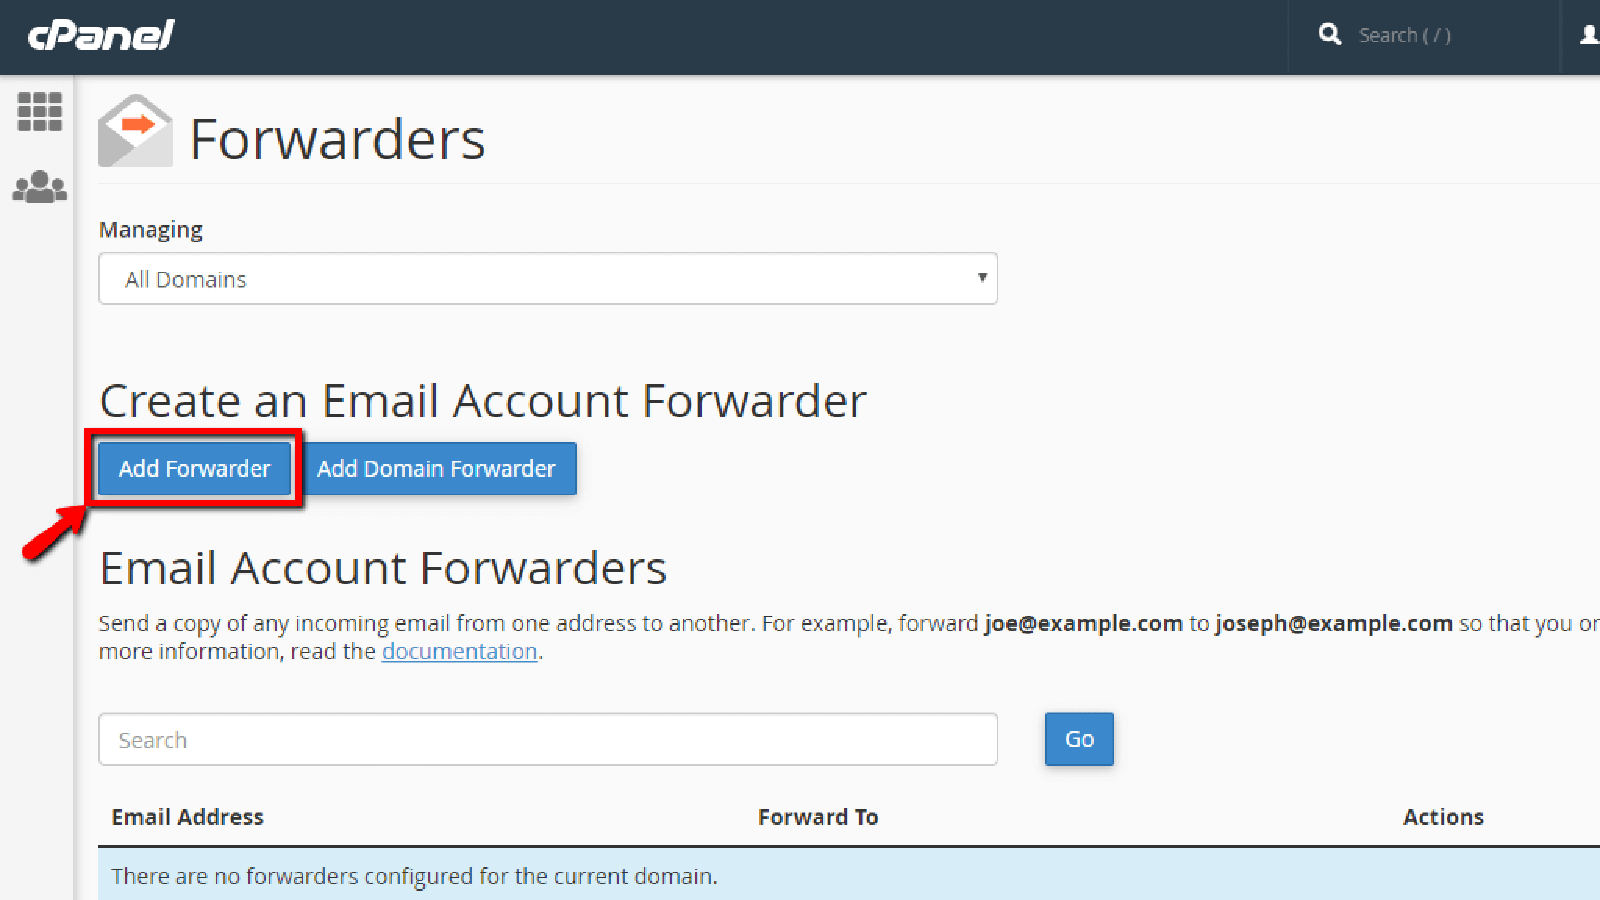 cPanel
Search ( / )
Forwarders
Managing
All Domains
Create an Email Account Forwarder
Add Forwarder Add Domain Forwarder
Email Account Forwarders
Send a copy of any incoming email from one address to another. For example, forward joe@example.com to joseph@example.com so that you
more information, read the documentation.
Search Go
Email Address Forward To Actions
There are no forwarders configured for the current domain.